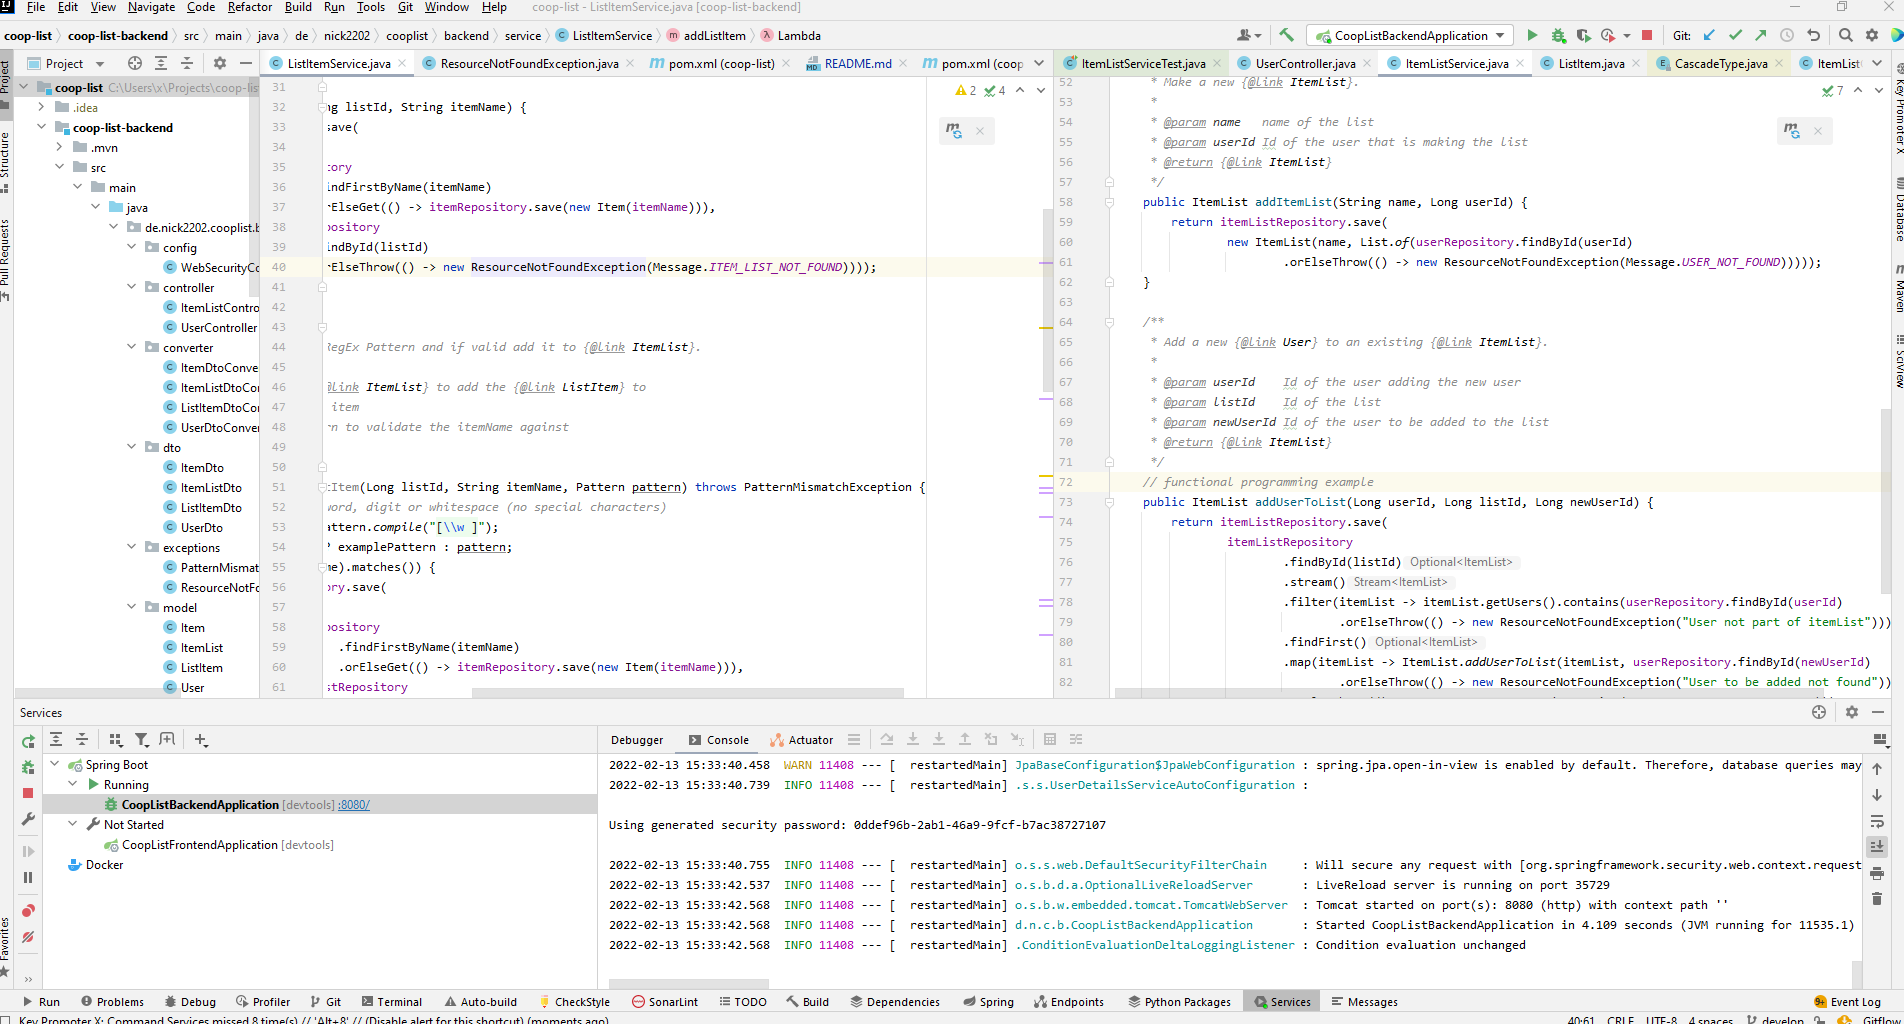 File Edit View Navigate Code Refactor Build Run Tools Git Window Help coop-list - ListItemService.java [coop-list-backend]
coop-list coop-list-backend src main java de nick2202 cooplist backend service ListItemService addListItem Lambda CoopListBackendApplication Git:
Project ListItemService.java ResourceNotFoundException.java pom.xml (coop-list) README.md pom.xml (coop ItemListServiceTest.java UserController.java ItemListService.java ListItem.java CascadeType.java ItemList
Project
Structure
Pull Requests
Favorites
coop-list C:\Users\x\Projects\coop-list
.idea
coop-list-backend
.mvn
src
main
java
de.nick2202.cooplist.b
config
WebSecurityCo
controller
ItemListContro
UserController
converter
ItemDtoConve
ItemListDtoCo
ListItemDtoCo
UserDtoConve
dto
ItemDto
ItemListDto
ListItemDto
UserDto
exceptions
PatternMismat
ResourceNotFo
model
Item
ItemList
ListItem
User
2 4
31
32 ng listId, String itemName) {
33 save(
34
35 tory
36 indFirstByName(itemName)
37 rElseGet(() -> itemRepository.save(new Item(itemName))),
38 pository
39 indById(listId)
40 rElseThrow(() -> new ResourceNotFoundException(Message.ITEM_LIST_NOT_FOUND))));
41
42
43
44 RegEx Pattern and if valid add it to {@link ItemList}.
45
46 @link ItemList} to add the {@link ListItem} to
47 item
48 rn to validate the itemName against
49
50
51 tItem(Long listId, String itemName, Pattern pattern) throws PatternMismatchException {
52 word, digit or whitespace (no special characters)
53 attern.compile("[\\w ]");
54 ? examplePattern : pattern;
55 me).matches()) {
56 ory.save(
57
58 pository
59 .findFirstByName(itemName)
60 .orElseGet(() -> itemRepository.save(new Item(itemName))),
61 stRepository
7
52 * Make a new {@link ItemList}.
53 *
54 * @param name name of the list
55 * @param userId Id of the user that is making the list
56 * @return {@link ItemList}
57 */
58 public ItemList addItemList(String name, Long userId) {
59 return itemListRepository.save(
60 new ItemList(name, List.of(userRepository.findById(userId)
61 .orElseThrow(() -> new ResourceNotFoundException(Message.USER_NOT_FOUND)))));
62 }
63
64 /**
65 * Add a new {@link User} to an existing {@link ItemList}.
66 *
67 * @param userId Id of the user adding the new user
68 * @param listId Id of the list
69 * @param newUserId Id of the user to be added to the list
70 * @return {@link ItemList}
71 */
72 // functional programming example
73 public ItemList addUserToList(Long userId, Long listId, Long newUserId) {
74 return itemListRepository.save(
75 itemListRepository
76 .findById(listId) Optional<ItemList>
77 .stream() Stream<ItemList>
78 .filter(itemList -> itemList.getUsers().contains(userRepository.findById(userId)
79 .orElseThrow(() -> new ResourceNotFoundException("User not part of itemList")))
80 .findFirst() Optional<ItemList>
81 .map(itemList -> ItemList.addUserToList(itemList, userRepository.findById(newUserId)
82 .orElseThrow(() -> new ResourceNotFoundException("User to be added not found"))
Key Promoter X
Database
Maven
SciView
Services
Spring Boot
Running
CoopListBackendApplication [devtools] :8080/
Not Started
CoopListFrontendApplication [devtools]
Docker
Debugger Console Actuator
2022-02-13 15:33:40.458 WARN 11408 --- [ restartedMain] JpaBaseConfiguration$JpaWebConfiguration : spring.jpa.open-in-view is enabled by default. Therefore, database queries may
2022-02-13 15:33:40.739 INFO 11408 --- [ restartedMain] .s.s.UserDetailsServiceAutoConfiguration :
Using generated security password: 0ddef96b-2ab1-46a9-9fcf-b7ac38727107
2022-02-13 15:33:40.755 INFO 11408 --- [ restartedMain] o.s.s.web.DefaultSecurityFilterChain : Will secure any request with [org.springframework.security.web.context.request
2022-02-13 15:33:42.537 INFO 11408 --- [ restartedMain] o.s.b.d.a.OptionalLiveReloadServer : LiveReload server is running on port 35729
2022-02-13 15:33:42.568 INFO 11408 --- [ restartedMain] o.s.b.w.embedded.tomcat.TomcatWebServer : Tomcat started on port(s): 8080 (http) with context path ''
2022-02-13 15:33:42.568 INFO 11408 --- [ restartedMain] d.n.c.b.CoopListBackendApplication : Started CoopListBackendApplication in 4.109 seconds (JVM running for 11535.1)
2022-02-13 15:33:42.568 INFO 11408 --- [ restartedMain] .ConditionEvaluationDeltaLoggingListener : Condition evaluation unchanged
Run Problems Debug Profiler Git Terminal Auto-build CheckStyle SonarLint TODO Build Dependencies Spring Endpoints Python Packages Services Messages 9+ Event Log
Key Promoter X: Command Services missed 8 time(s) // 'Alt+8' // (Disable alert for this shortcut) (moments ago) 40:61 CRLF UTF-8 4 spaces develop Gitflow